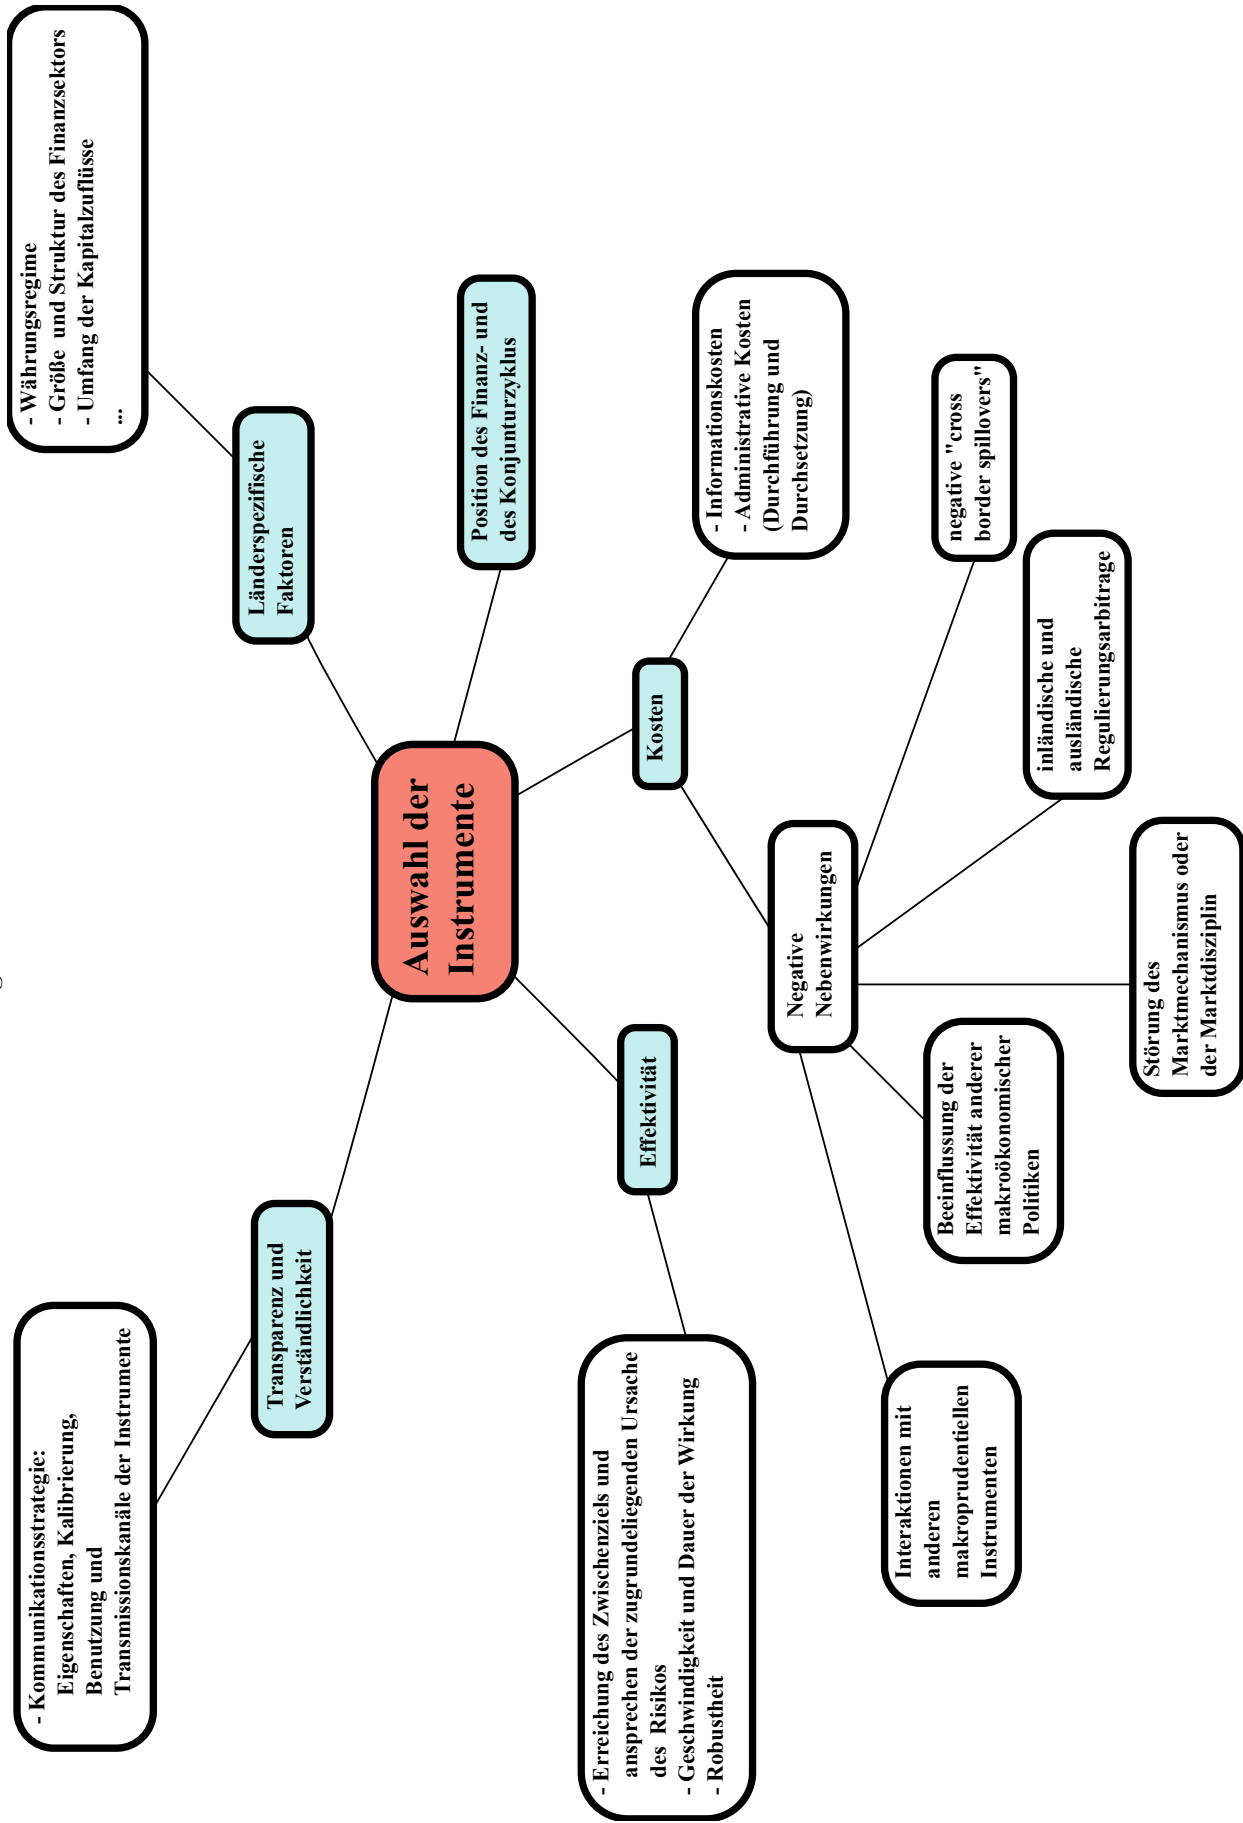 - Kommunikationsstrategie:
Eigenschaften, Kalibrierung,
Benutzung und
Transmissionskanäle der Instrumente
- Währungsregime
- Größe und Struktur des Finanzsektors
- Umfang der Kapitalzuflüsse
...
Transparenz und
Verständlichkeit
Länderspezifische
Faktoren
Auswahl der
Instrumente
Position des Finanz- und
des Konjunturzyklus
- Erreichung des Zwischenziels und
ansprechen der zugrundeliegenden Ursache
des Risikos
- Geschwindigkeit und Dauer der Wirkung
- Robustheit
Effektivität
Kosten
- Informationskosten
- Administrative Kosten
(Durchführung und
Durchsetzung)
Negative
Nebenwirkungen
Interaktionen mit
anderen
makroprudentiellen
Instrumenten
Beeinflussung der
Effektivität anderer
makroökonomischer
Politiken
Störung des
Marktmechanismus oder
der Marktdisziplin
inländische und
ausländische
Regulierungsarbitrage
negative "cross
border spillovers"